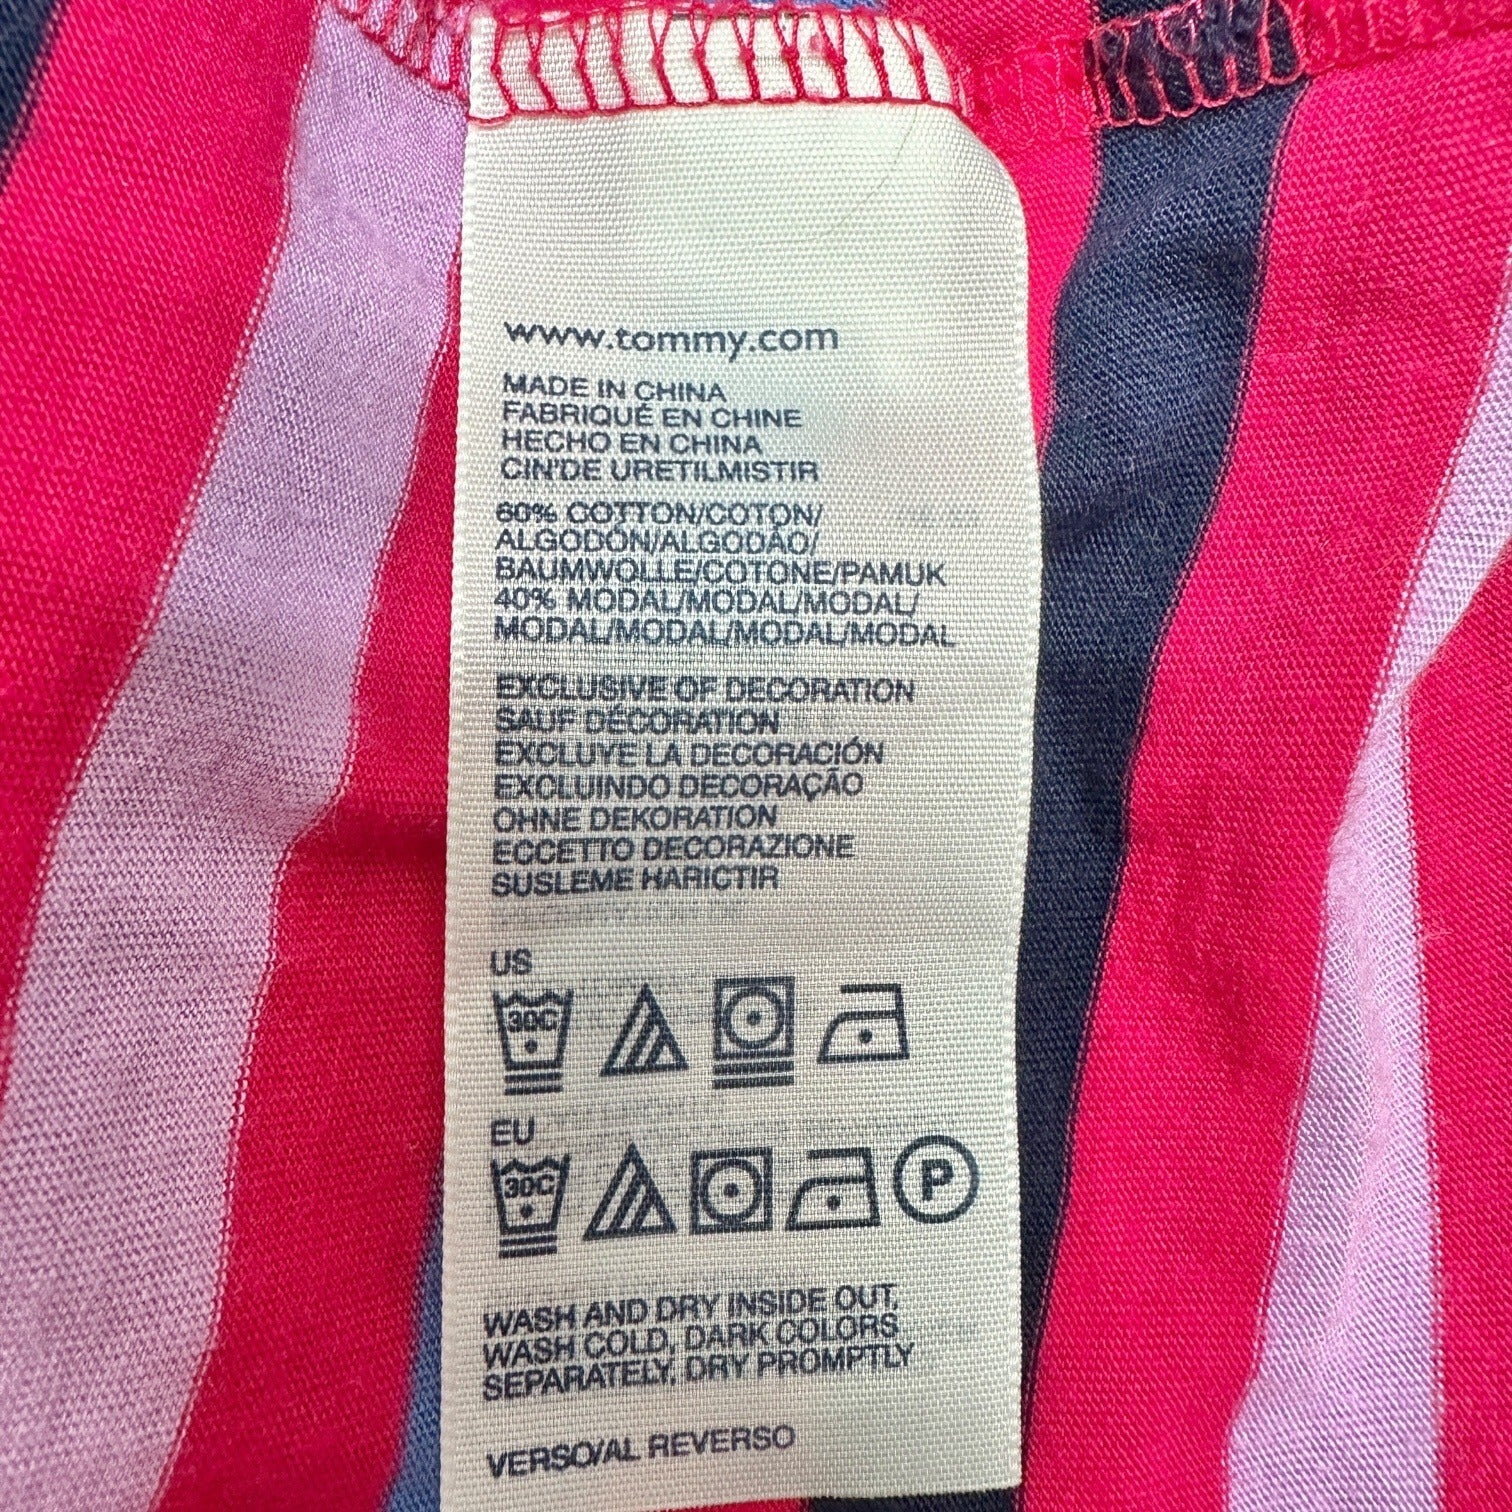 www.tommy.com
MADE IN CHINA
FABRIQUÉ EN CHINE
HECHO EN CHINA
CIN'DE URETILMISTIR
60% COTTON/COTON/
ALGODÓN/ALGODÃO/
BAUMWOLLE/COTONE/PAMUK
40% MODAL/MODAL/MODAL/
MODAL/MODAL/MODAL/MODAL
EXCLUSIVE OF DECORATION
SAUF DÉCORATION
EXCLUYE LA DECORACIÓN
EXCLUINDO DECORAÇÃO
OHNE DEKORATION
ECCETTO DECORAZIONE
SUSLEME HARICTIR
US
30C
EU
30C P
WASH AND DRY INSIDE OUT,
WASH COLD, DARK COLORS
SEPARATELY, DRY PROMPTLY
VERSO/AL REVERSO